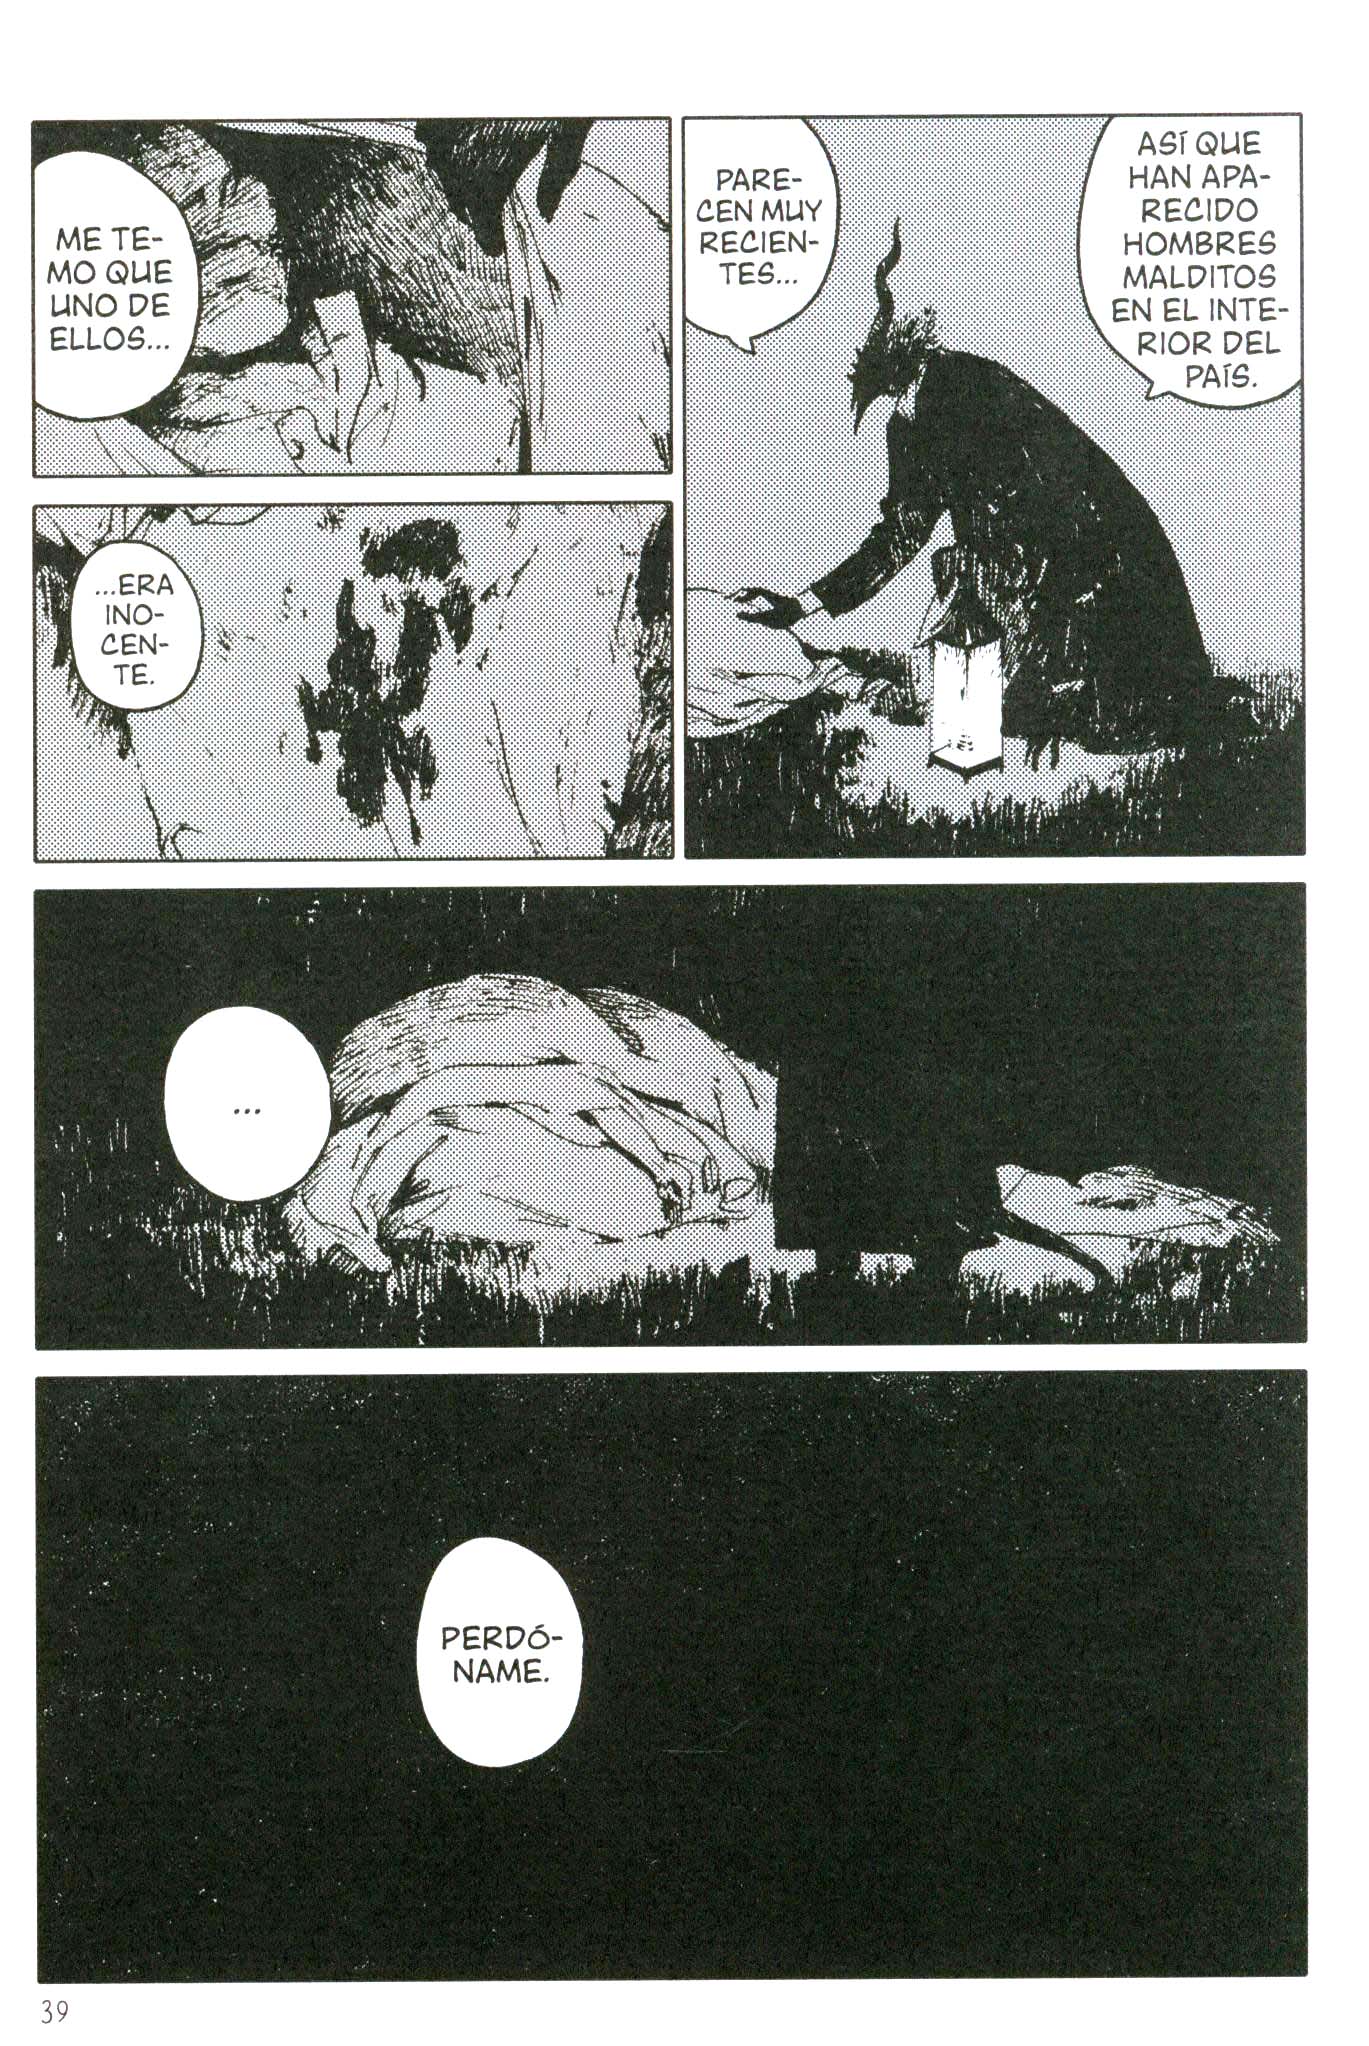 ASÍ QUE
HAN APA-
RECIDO
HOMBRES
MALDITOS
EN EL INTE-
RIOR DEL
PAÍS.
PARE-
CEN MUY
RECIEN-
TES...
ME TE-
MO QUE
UNO DE
ELLOS...
...ERA
INO-
CEN-
TE.
...
PERDÓ-
NAME.
39